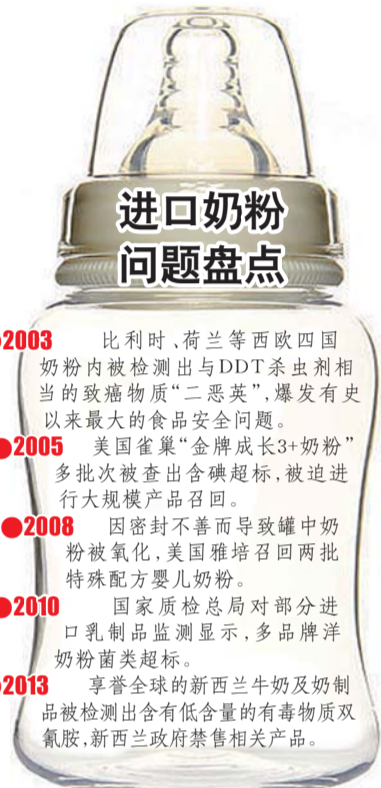 进口奶粉
问题盘点
2003 比利时、荷兰等西欧四国
奶粉内被检测出与DDT杀虫剂相
当的致癌物质“二恶英”,爆发有史
以来最大的食品安全问题。
2005 美国雀巢“金牌成长3+奶粉”
多批次被查出含碘超标,被迫进
行大规模产品召回。
2008 因密封不善而导致罐中奶
粉被氧化,美国雅培召回两批
特殊配方婴儿奶粉。
2010 国家质检总局对部分进
口乳制品监测显示,多品牌洋
奶粉菌类超标。
2013 享誉全球的新西兰牛奶及奶制
品被检测出含有低含量的有毒物质双
氰胺,新西兰政府禁售相关产品。